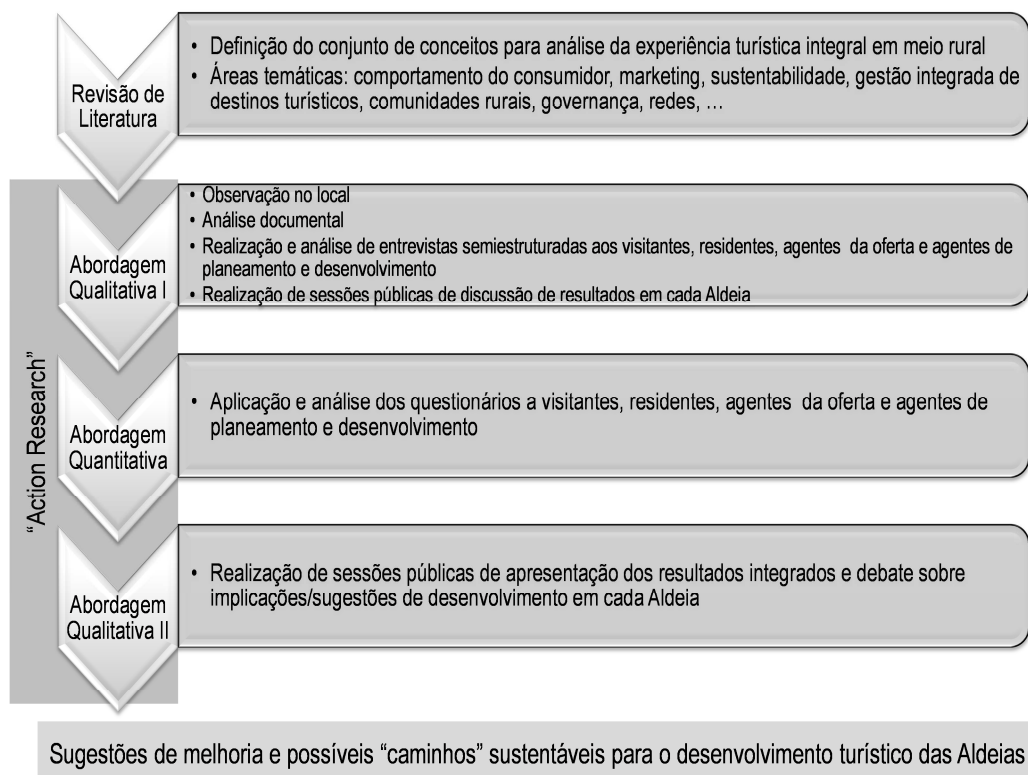 Revisão de
Literatura
• Definição do conjunto de conceitos para análise da experiência turística integral em meio rural
• Áreas temáticas: comportamento do consumidor, marketing, sustentabilidade, gestão integrada de
destinos turísticos, comunidades rurais, governança, redes, …
“Action Research”
Abordagem
Qualitativa I
• Observação no local
• Análise documental
• Realização e análise de entrevistas semiestruturadas aos visitantes, residentes, agentes da oferta e agentes de
planeamento e desenvolvimento
• Realização de sessões públicas de discussão de resultados em cada Aldeia
Abordagem
Quantitativa
• Aplicação e análise dos questionários a visitantes, residentes, agentes da oferta e agentes de
planeamento e desenvolvimento
Abordagem
Qualitativa II
• Realização de sessões públicas de apresentação dos resultados integrados e debate sobre
implicações/sugestões de desenvolvimento em cada Aldeia
Sugestões de melhoria e possíveis “caminhos” sustentáveis para o desenvolvimento turístico das Aldeias